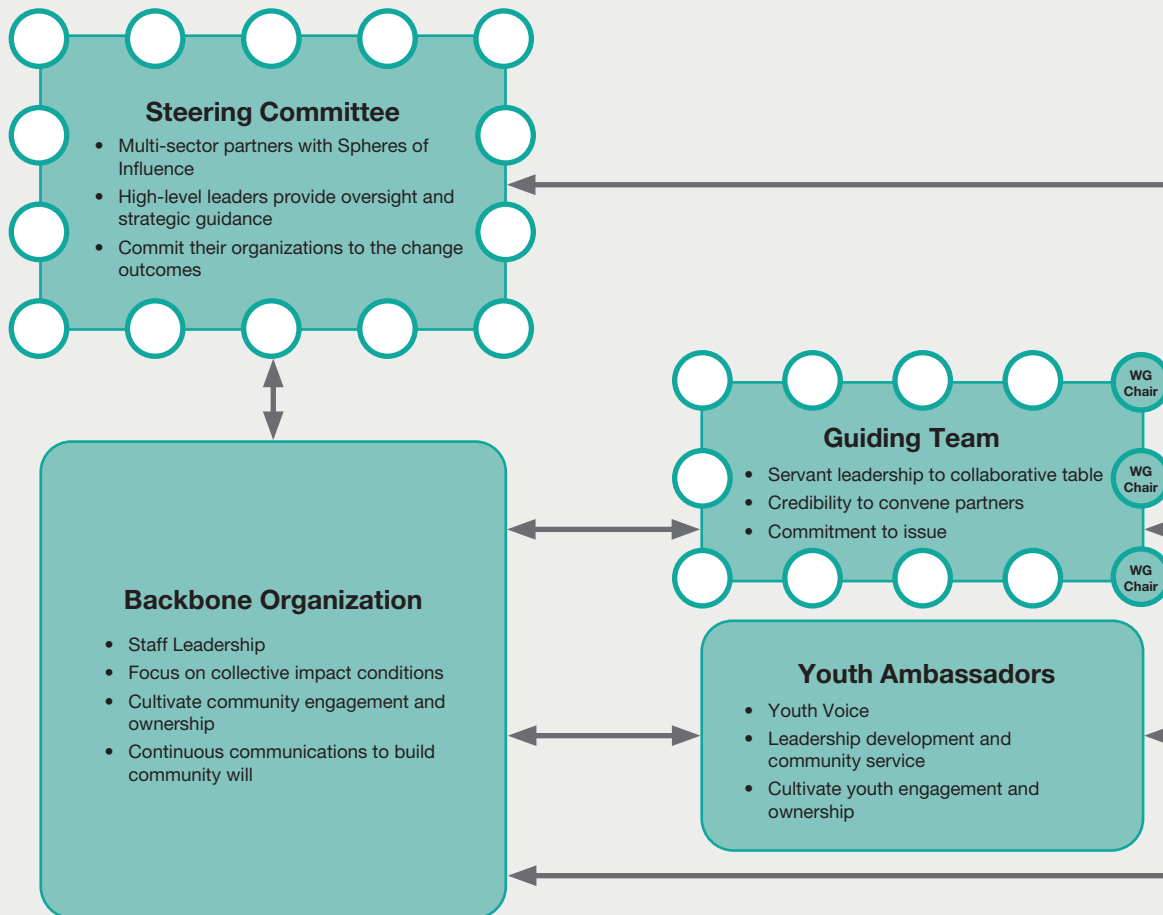 Steering Committee
• Multi-sector partners with Spheres of
Influence
• High-level leaders provide oversight and
strategic guidance
• Commit their organizations to the change
outcomes
WG
Chair
Guiding Team
• Servant leadership to collaborative table
• Credibility to convene partners
• Commitment to issue
WG
Chair
WG
Chair
Backbone Organization
• Staff Leadership
• Focus on collective impact conditions
• Cultivate community engagement and
ownership
• Continuous communications to build
community will
Youth Ambassadors
• Youth Voice
• Leadership development and
community service
• Cultivate youth engagement and
ownership